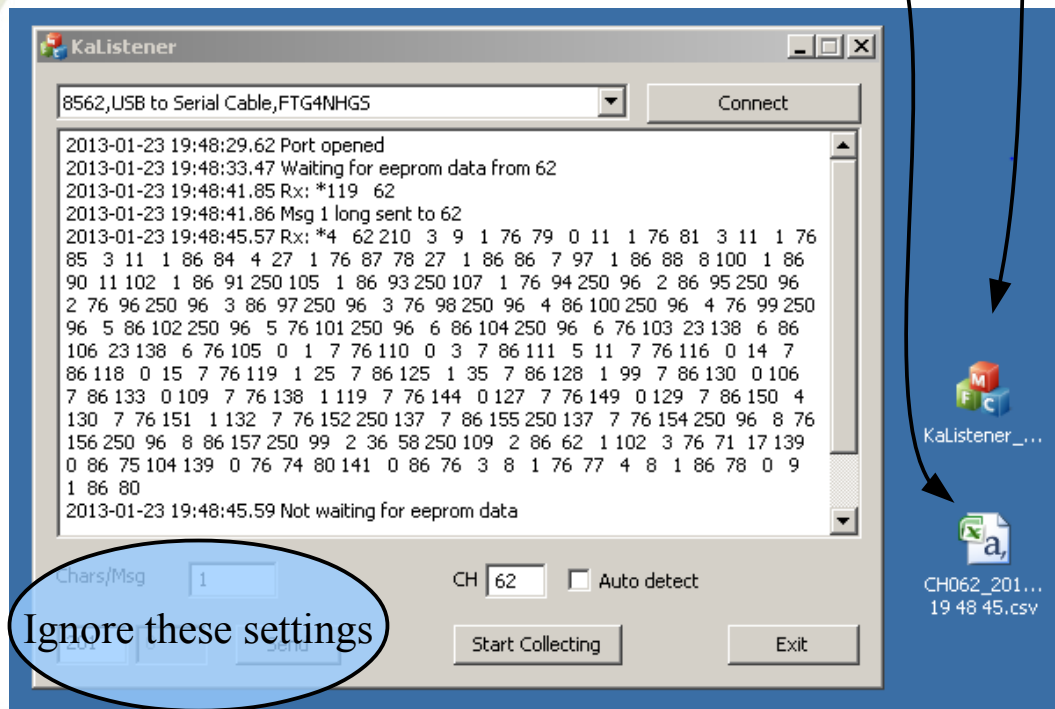 KaListener
8562,USB to Serial Cable,FTG4NHGS
Connect
2013-01-23 19:48:29.62 Port opened
2013-01-23 19:48:33.47 Waiting for eeprom data from 62
2013-01-23 19:48:41.85 Rx: *119 62
2013-01-23 19:48:41.86 Msg 1 long sent to 62
2013-01-23 19:48:45.57 Rx: *4 62 210 3 9 1 76 79 0 11 1 76 81 3 11 1 76
85 3 11 1 86 84 4 27 1 76 87 78 27 1 86 86 7 97 1 86 88 8 100 1 86
90 11 102 1 86 91 250 105 1 86 93 250 107 1 76 94 250 96 2 86 95 250 96
2 76 96 250 96 3 86 97 250 96 3 76 98 250 96 4 86 100 250 96 4 76 99 250
96 5 86 102 250 96 5 76 101 250 96 6 86 104 250 96 6 76 103 23 138 6 86
106 23 138 6 76 105 0 1 7 76 110 0 3 7 86 111 5 11 7 76 116 0 14 7
86 118 0 15 7 76 119 1 25 7 86 125 1 35 7 86 128 1 99 7 86 130 0 106
7 86 133 0 109 7 76 138 1 119 7 76 144 0 127 7 76 149 0 129 7 86 150 4
130 7 76 151 1 132 7 76 152 250 137 7 86 155 250 137 7 76 154 250 96 8 76
156 250 96 8 86 157 250 99 2 36 58 250 109 2 86 62 1 102 3 76 71 17 139
0 86 75 104 139 0 76 74 80 141 0 86 76 3 8 1 76 77 4 8 1 86 78 0 9
1 86 80
2013-01-23 19:48:45.59 Not waiting for eeprom data
Chars/Msg 1
CH 62 Auto detect
Ignore these settings
Send
Start Collecting
Exit
KaListener_...
CH062_201...
19 48 45.csv